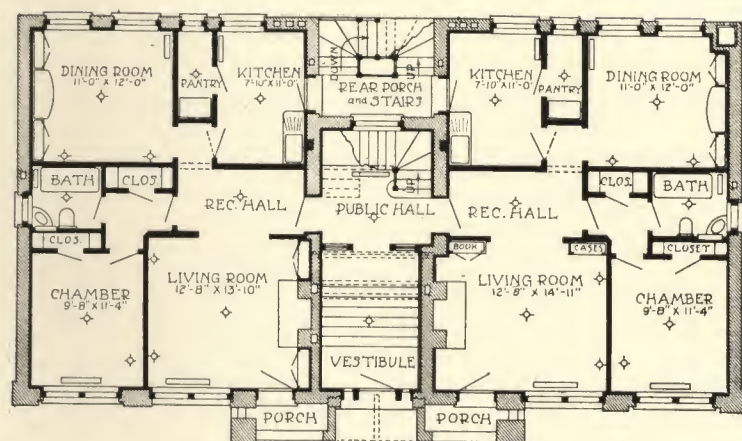 DINING ROOM
11'-0" X 12'-0"
PANTRY
KITCHEN
7'-10" X 11'-0"
DOWN
UP
REAR PORCH
and STAIRS
KITCHEN
7'-10" X 11'-0"
PANTRY
DINING ROOM
11'-0" X 12'-0"
BATH
CLOS.
REC. HALL
UP
PUBLIC HALL
REC. HALL
CLOS.
BATH
CLOS.
BOOK
CASES
CLOSET
CHAMBER
9'-8" X 11'-4"
LIVING ROOM
12'-8" X 13'-10"
LIVING ROOM
12'-8" X 14'-11"
CHAMBER
9'-8" X 11'-4"
VESTIBULE
PORCH
PORCH